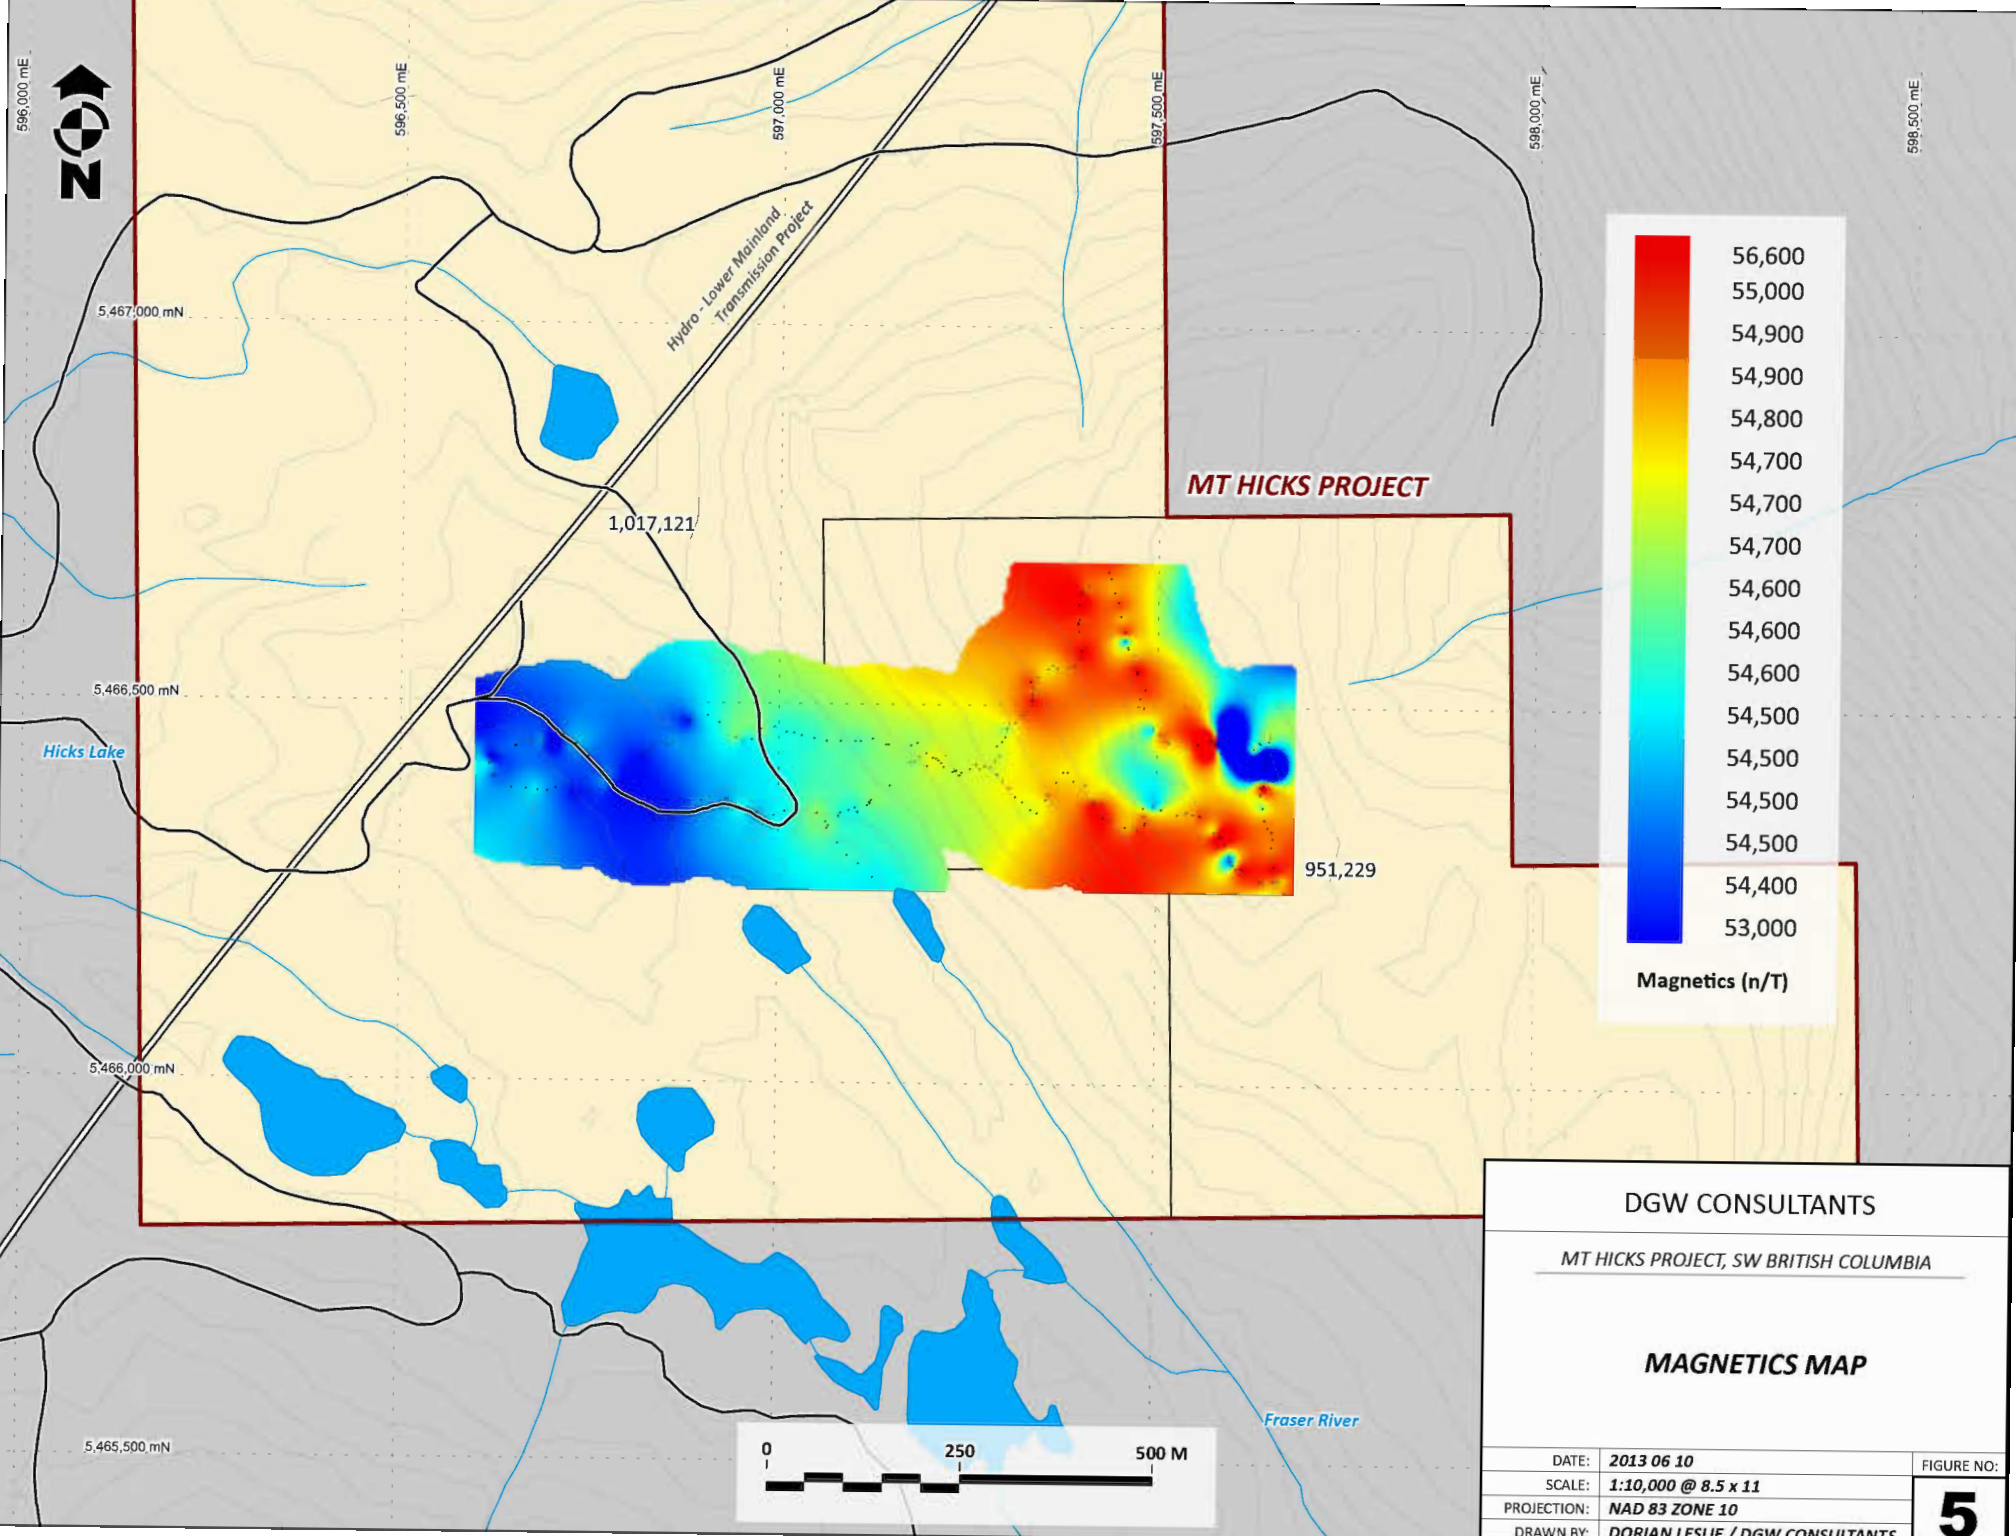 596,000 mE
596,500 mE
597,000 mE
597,500 mE
598,000 mE
598,500 mE
N
Hydro - Lower Mainland
Transmission Project
5,467,000 mN
56,600
55,000
54,900
54,900
54,800
54,700
54,700
54,700
54,600
54,600
54,600
54,500
54,500
54,500
54,500
54,400
53,000
Magnetics (n/T)
MT HICKS PROJECT
1,017,121
5,466,500 mN
Hicks Lake
951,229
5,466,000 mN
5,465,500 mN
Fraser River
0 250 500 M
DGW CONSULTANTS
MT HICKS PROJECT, SW BRITISH COLUMBIA
MAGNETICS MAP
DATE: 2013 06 10
SCALE: 1:10,000 @ 8.5 x 11
PROJECTION: NAD 83 ZONE 10
DRAWN BY: DORIAN LESLIE / DGW CONSULTANTS
FIGURE NO:
5